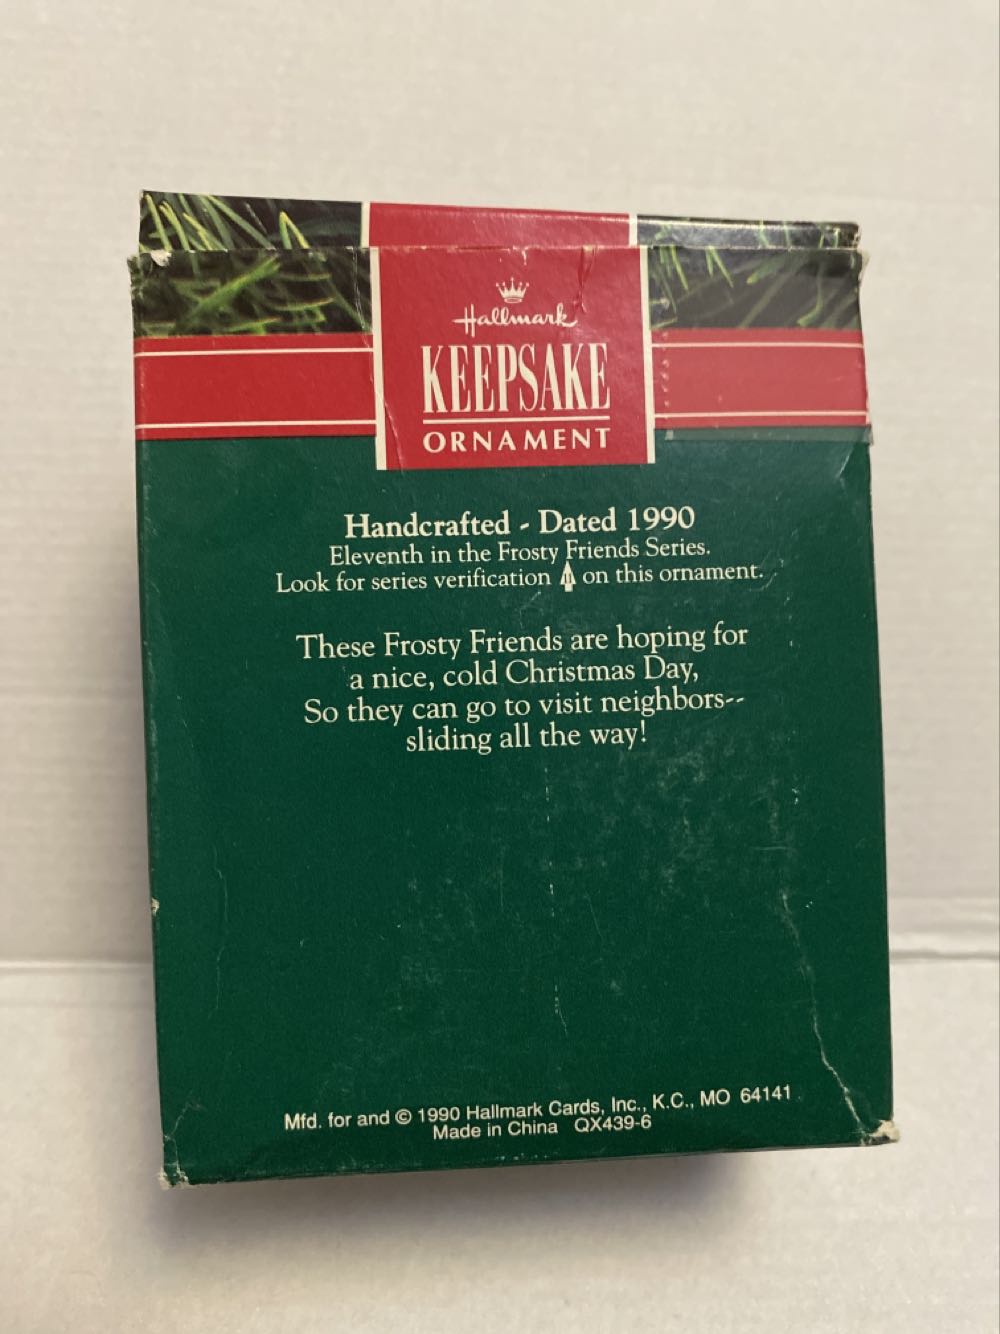 Hallmark
KEEPSAKE
ORNAMENT
Handcrafted - Dated 1990
Eleventh in the Frosty Friends Series.
Look for series verification 11 on this ornament.
These Frosty Friends are hoping for
a nice, cold Christmas Day,
So they can go to visit neighbors--
sliding all the way!
Mfd. for and © 1990 Hallmark Cards, Inc., K.C., MO 64141
Made in China QX439-6